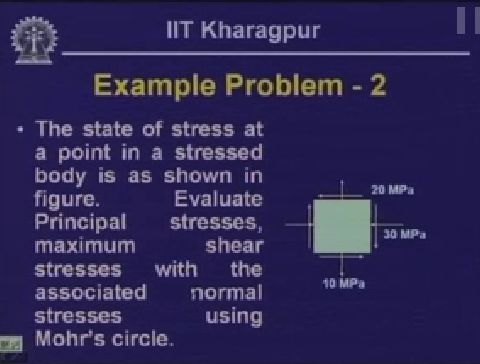 IIT Kharagpur
Example Problem - 2
• The state of stress at
a point in a stressed
body is as shown in
figure. Evaluate
Principal stresses,
maximum shear
stresses with the
associated normal
stresses using
Mohr's circle.
20 MPa
30 MPa
10 MPa